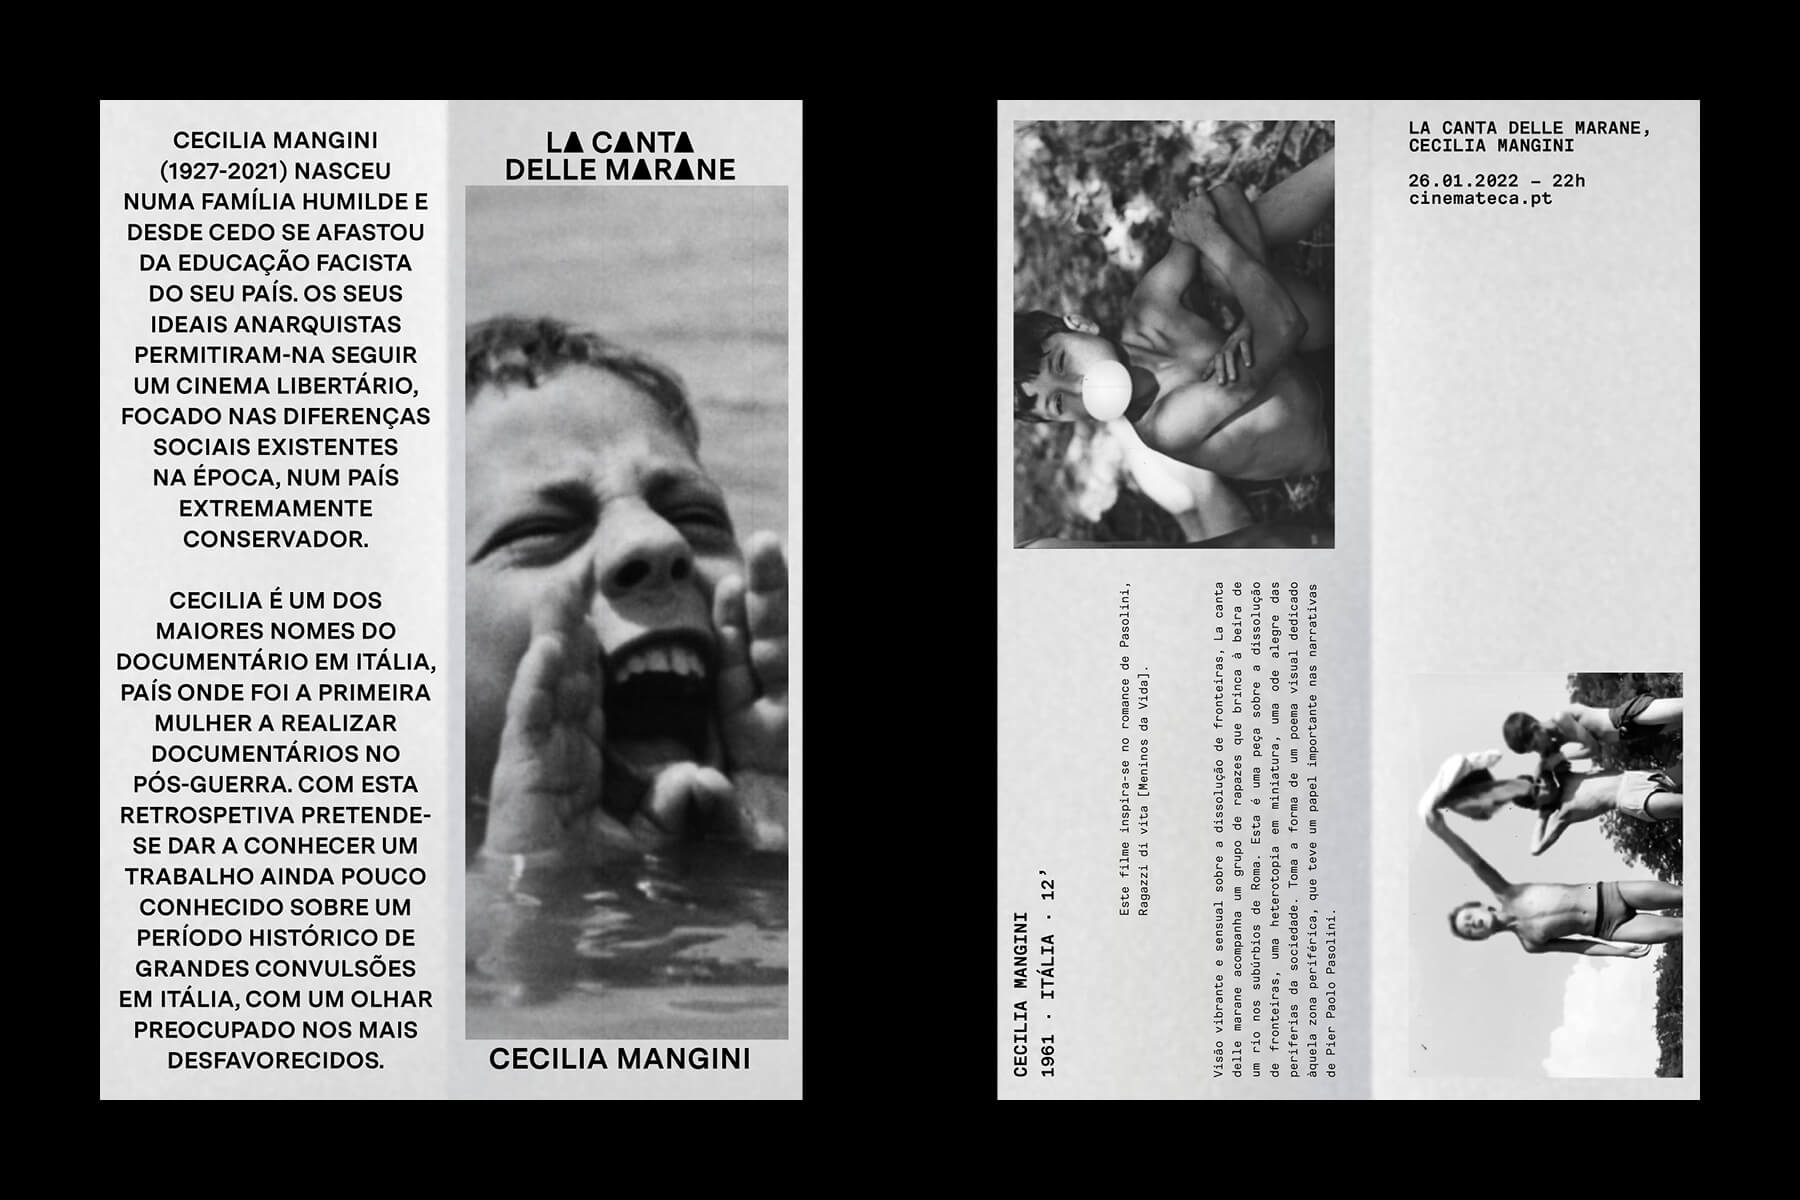 CECILIA MANGINI
(1927-2021) NASCEU
NUMA FAMÍLIA HUMILDE E
DESDE CEDO SE AFASTOU
DA EDUCAÇÃO FACISTA
DO SEU PAÍS. OS SEUS
IDEAIS ANARQUISTAS
PERMITIRAM-NA SEGUIR
UM CINEMA LIBERTÁRIO,
FOCADO NAS DIFERENÇAS
SOCIAIS EXISTENTES
NA ÉPOCA, NUM PAÍS
EXTREMAMENTE
CONSERVADOR.
CECILIA É UM DOS
MAIORES NOMES DO
DOCUMENTÁRIO EM ITÁLIA,
PAÍS ONDE FOI A PRIMEIRA
MULHER A REALIZAR
DOCUMENTÁRIOS NO
PÓS-GUERRA. COM ESTA
RETROSPETIVA PRETENDE-
SE DAR A CONHECER UM
TRABALHO AINDA POUCO
CONHECIDO SOBRE UM
PERÍODO HISTÓRICO DE
GRANDES CONVULSÕES
EM ITÁLIA, COM UM OLHAR
PREOCUPADO NOS MAIS
DESFAVORECIDOS.
LA CANTA
DELLE MARANE
CECILIA MANGINI
CECILIA MANGINI
1961 · ITÁLIA · 12’
Este filme inspira-se no romance de Pasolini,
Ragazzi di vita [Meninos da Vida].
Visão vibrante e sensual sobre a dissolução de fronteiras, La canta
delle marane acompanha um grupo de rapazes que brinca à beira de
um rio nos subúrbios de Roma. Esta é uma peça sobre a dissolução
de fronteiras, uma heterotopia em miniatura, uma ode alegre das
periferias da sociedade. Toma a forma de um poema visual dedicado
àquela zona periférica, que teve um papel importante nas narrativas
de Pier Paolo Pasolini.
LA CANTA DELLE MARANE,
CECILIA MANGINI
26.01.2022 – 22h
cinemateca.pt